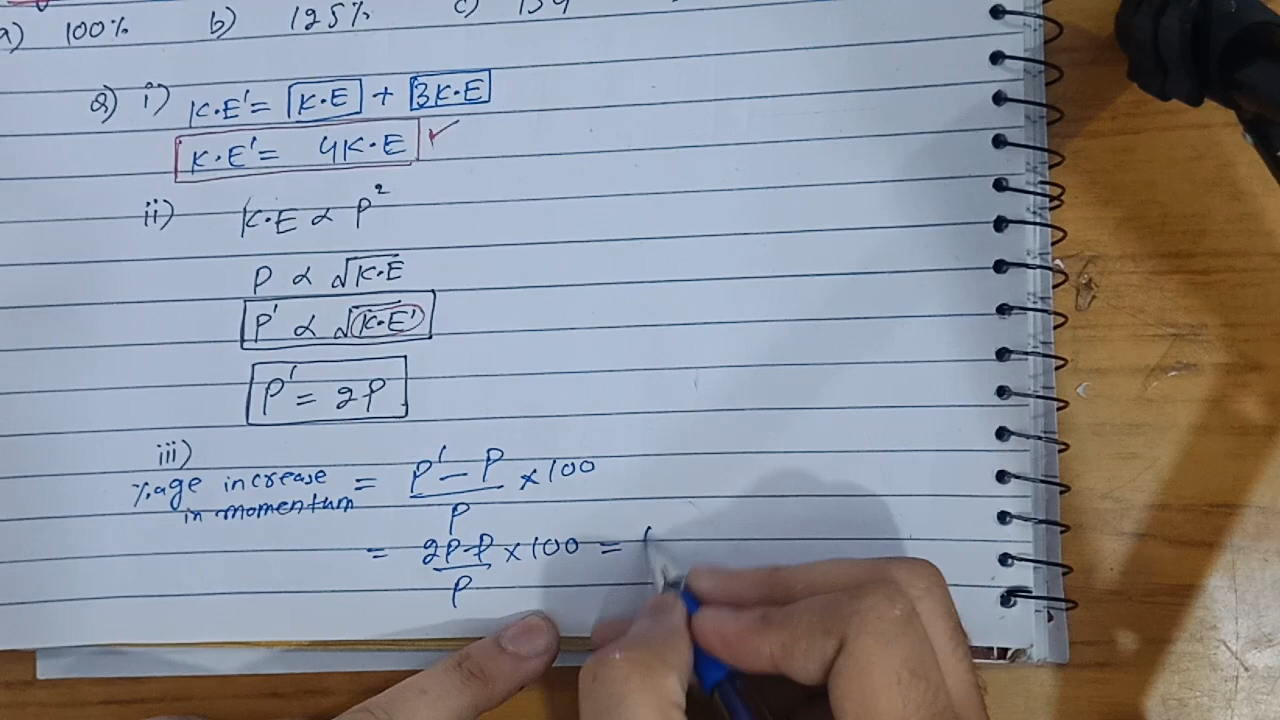 a) 100% b) 125% c)
Q) i) K.E' = K.E + 3K.E
K.E' = 4K.E ✓
ii) K.E ∝ P²
P ∝ √K.E
P' ∝ √K.E'
P' = 2P
iii)
%age increase in momentum = P' - P / P × 100
= 2P-P / P × 100 =